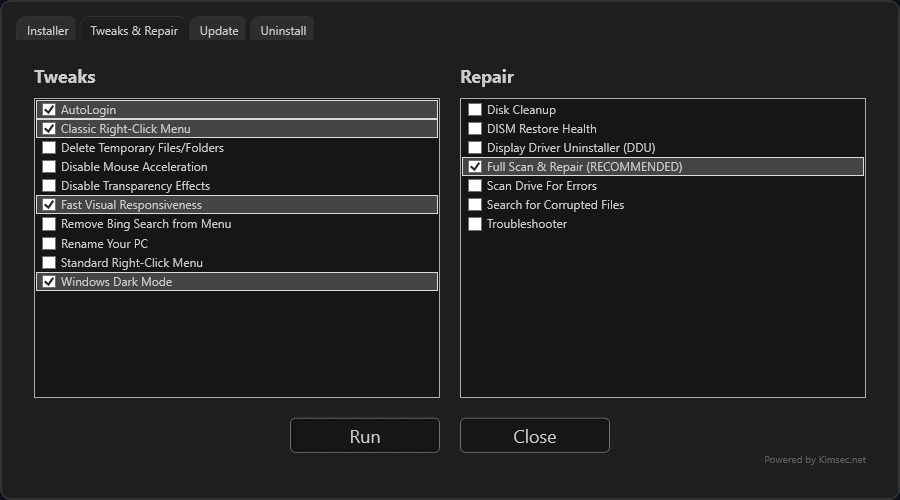 Installer
Tweaks & Repair
Update
Uninstall
Tweaks
AutoLogin
Classic Right-Click Menu
Delete Temporary Files/Folders
Disable Mouse Acceleration
Disable Transparency Effects
Fast Visual Responsiveness
Remove Bing Search from Menu
Rename Your PC
Standard Right-Click Menu
Windows Dark Mode
Repair
Disk Cleanup
DISM Restore Health
Display Driver Uninstaller (DDU)
Full Scan & Repair (RECOMMENDED)
Scan Drive For Errors
Search for Corrupted Files
Troubleshooter
Run
Close
Powered by Kimsec.net